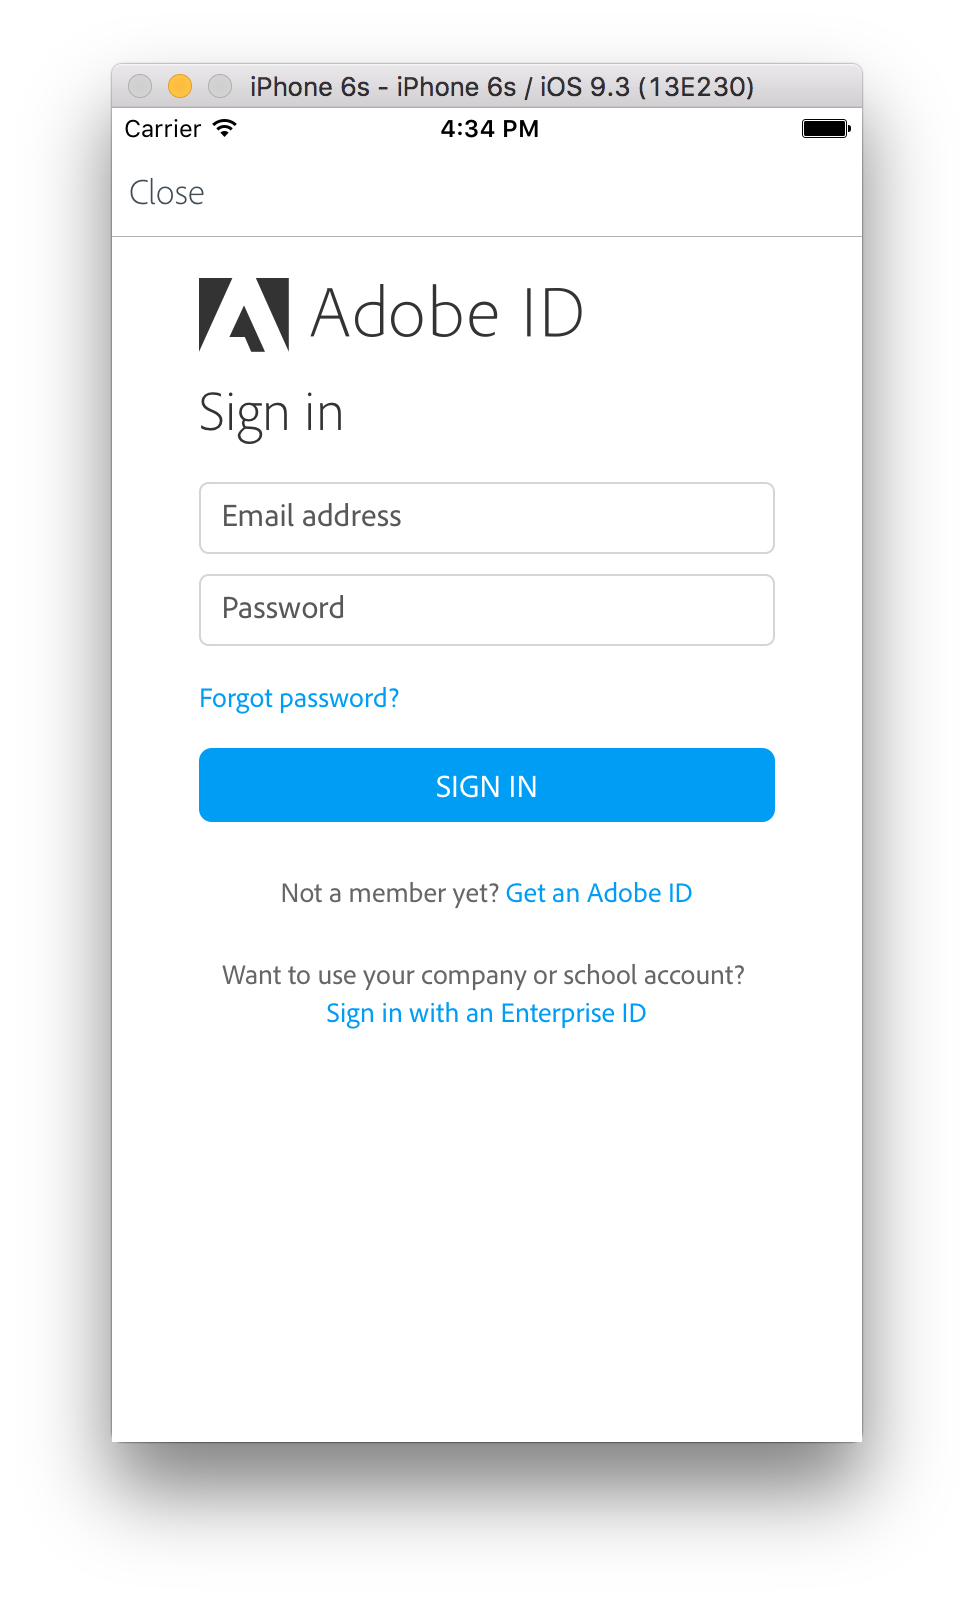 iPhone 6s - iPhone 6s / iOS 9.3 (13E230)
Carrier 4:34 PM
Close
Adobe ID
Sign in
Email address
Password
Forgot password?
SIGN IN
Not a member yet? Get an Adobe ID
Want to use your company or school account?
Sign in with an Enterprise ID